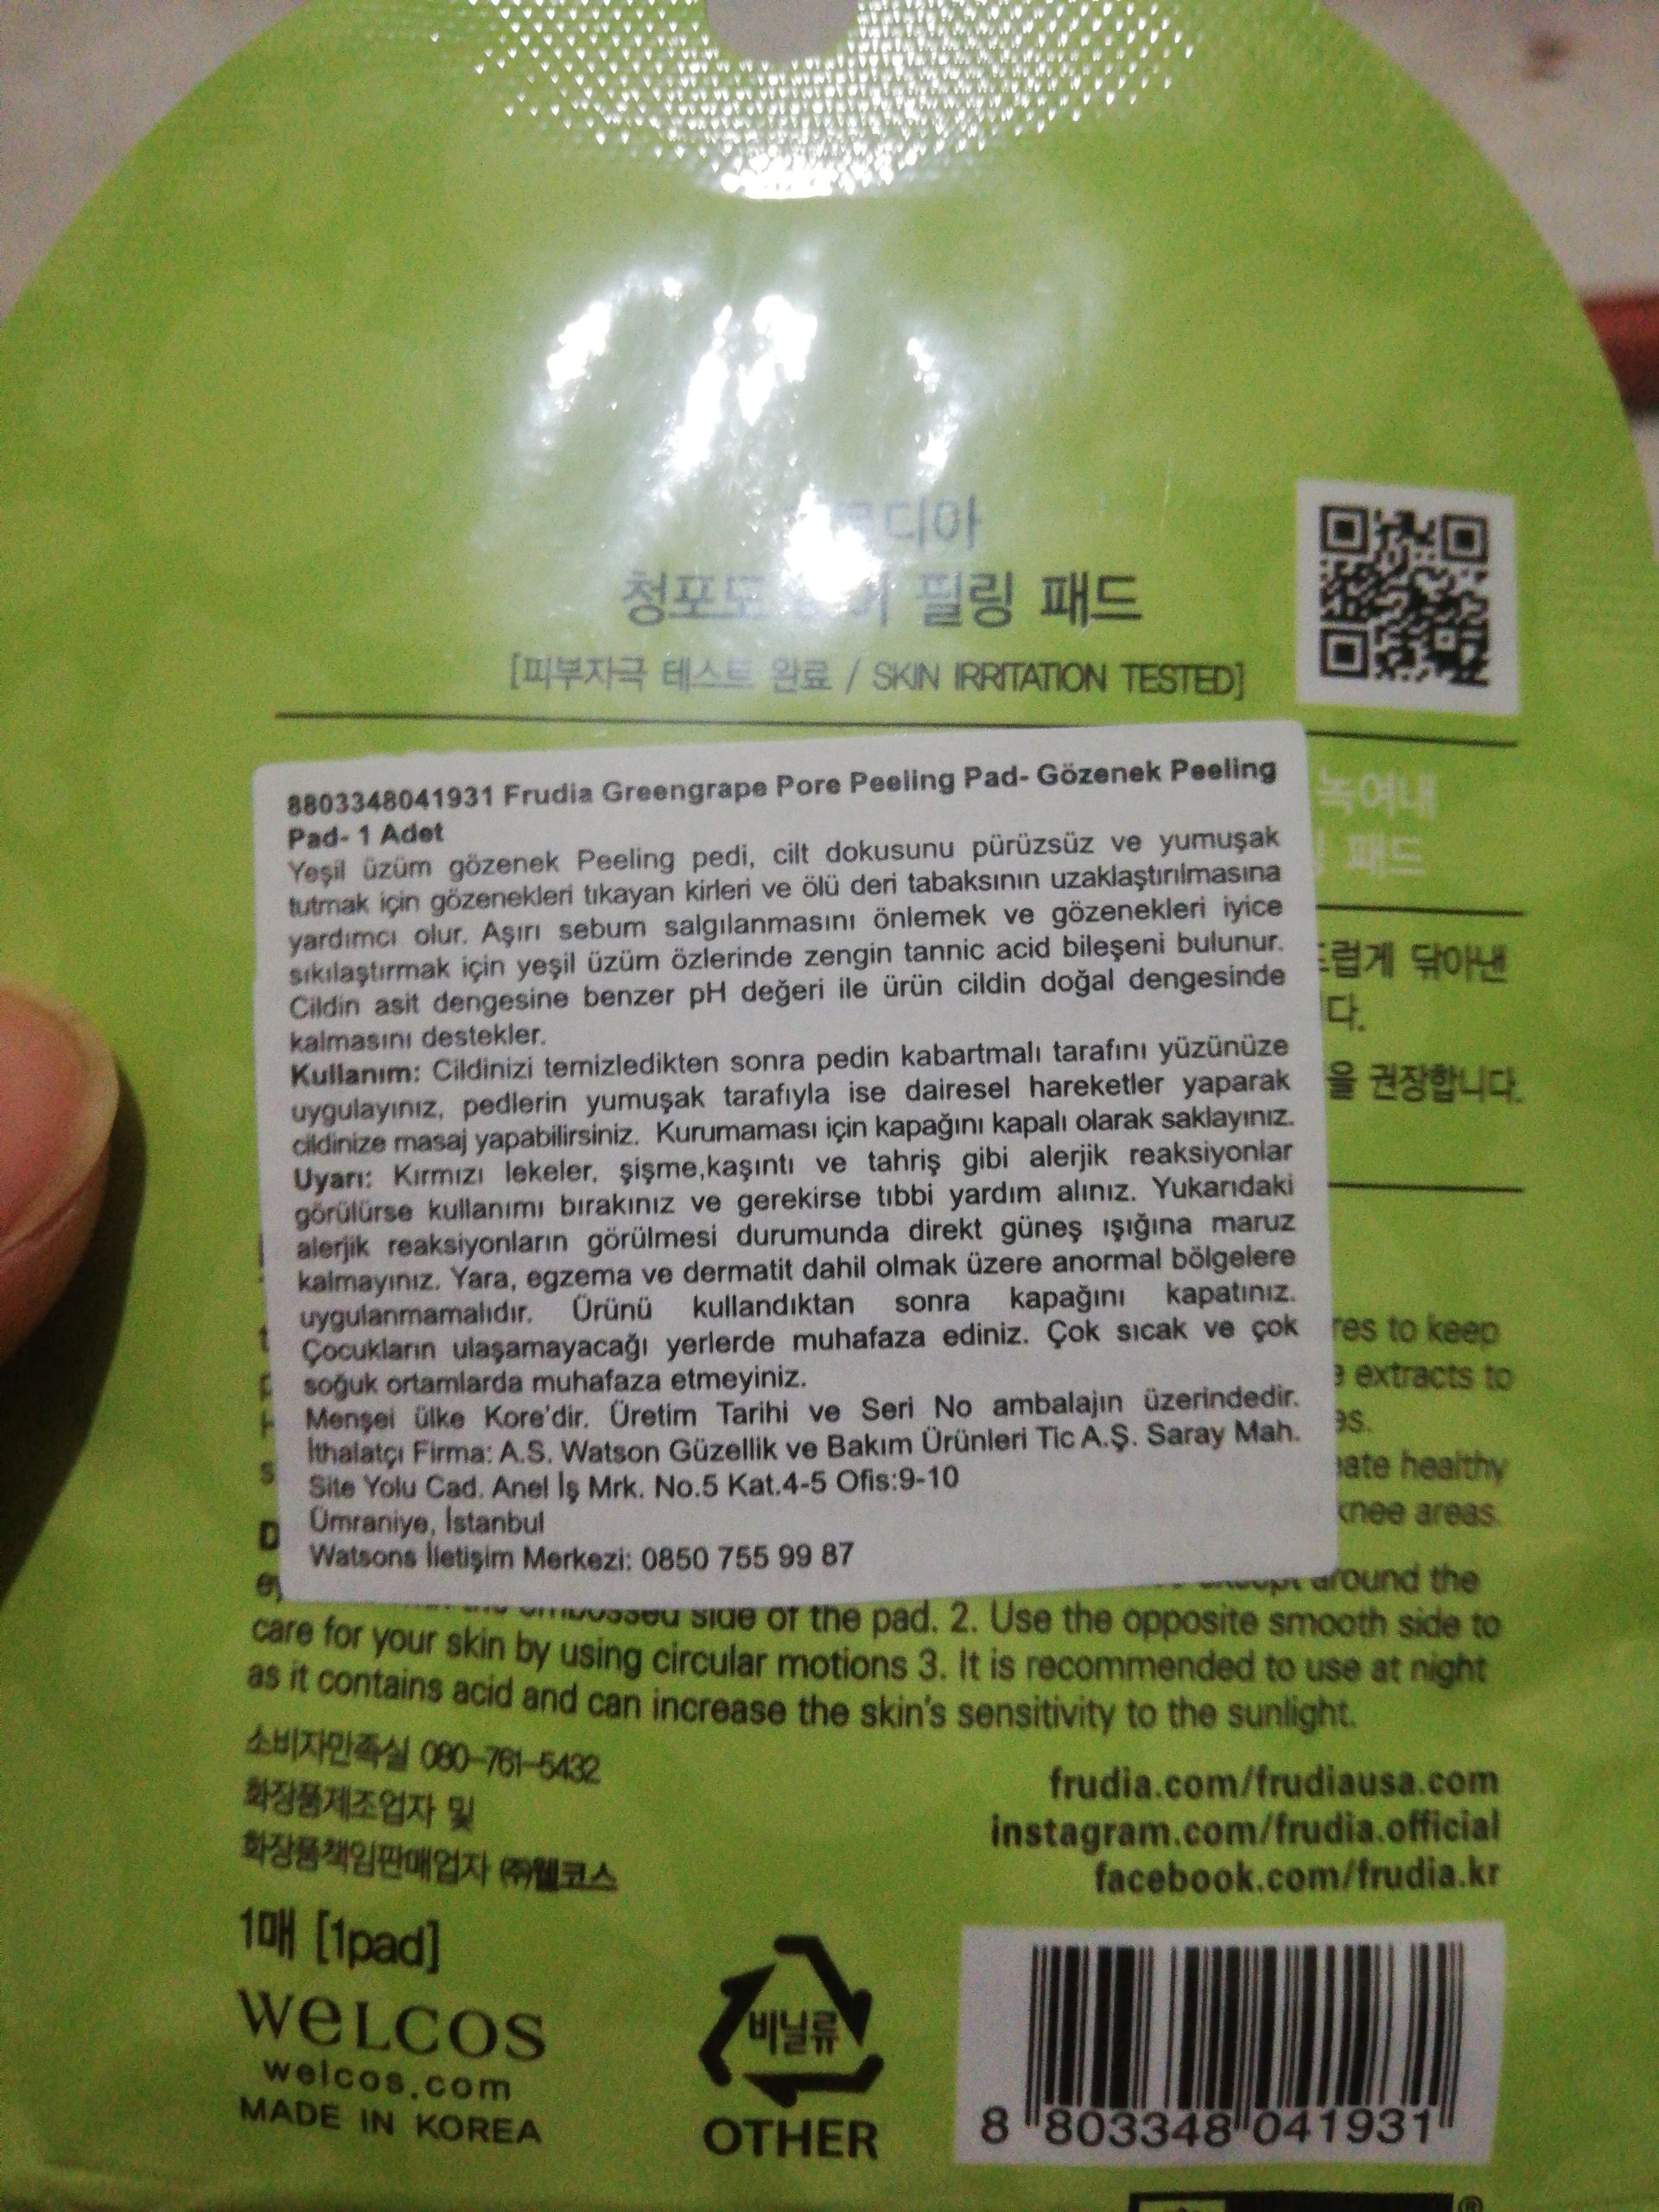 디아
청포도 필링 패드
[피부자극 테스트 완료 / SKIN IRRITATION TESTED]
녹여내
패드
8803348041931 Frudia Greengrape Pore Peeling Pad- Gözenek Peeling
Pad- 1 Adet
Yeşil üzüm gözenek Peeling pedi, cilt dokusunu pürüzsüz ve yumuşak
tutmak için gözenekleri tıkayan kirleri ve ölü deri tabaksının uzaklaştırılmasına
yardımcı olur. Aşırı sebum salgılanmasını önlemek ve gözenekleri iyice
sıkılaştırmak için yeşil üzüm özlerinde zengin tannic acid bileşeni bulunur.
Cildin asit dengesine benzer pH değeri ile ürün cildin doğal dengesinde
kalmasını destekler.
Kullanım: Cildinizi temizledikten sonra pedin kabartmalı tarafını yüzünüze
uygulayınız, pedlerin yumuşak tarafıyla ise dairesel hareketler yaparak
cildinize masaj yapabilirsiniz. Kurumaması için kapağını kapalı olarak saklayınız.
Uyarı: Kırmızı lekeler, şişme,kaşıntı ve tahriş gibi alerjik reaksiyonlar
görülürse kullanımı bırakınız ve gerekirse tıbbi yardım alınız. Yukarıdaki
alerjik reaksiyonların görülmesi durumunda direkt güneş ışığına maruz
kalmayınız. Yara, egzema ve dermatit dahil olmak üzere anormal bölgelere
uygulanmamalıdır. Ürünü kullandıktan sonra kapağını kapatınız.
Çocukların ulaşamayacağı yerlerde muhafaza ediniz. Çok sıcak ve çok
soğuk ortamlarda muhafaza etmeyiniz.
Menşei ülke Kore'dir. Üretim Tarihi ve Seri No ambalajın üzerindedir.
İthalatçı Firma: A.S. Watson Güzellik ve Bakım Ürünleri Tic A.Ş. Saray Mah.
Site Yolu Cad. Anel İş Mrk. No.5 Kat.4-5 Ofis:9-10
Ümraniye, İstanbul
Watsons İletişim Merkezi: 0850 755 99 87
럽게 닦아낸
다.
을 권장합니다.
res to keep
extracts to
es.
eate healthy
knee areas.
around the
embossed side of the pad. 2. Use the opposite smooth side to
care for your skin by using circular motions 3. It is recommended to use at night
as it contains acid and can increase the skin's sensitivity to the sunlight.
소비자만족실 080-761-5432
화장품제조업자 및
화장품책임판매업자 ㈜웰코스
frudia.com/frudiausa.com
instagram.com/frudia.official
facebook.com/frudia.kr
1매 [1pad]
WELCOS
welcos.com
MADE IN KOREA
비닐류
OTHER
8 803348 041931